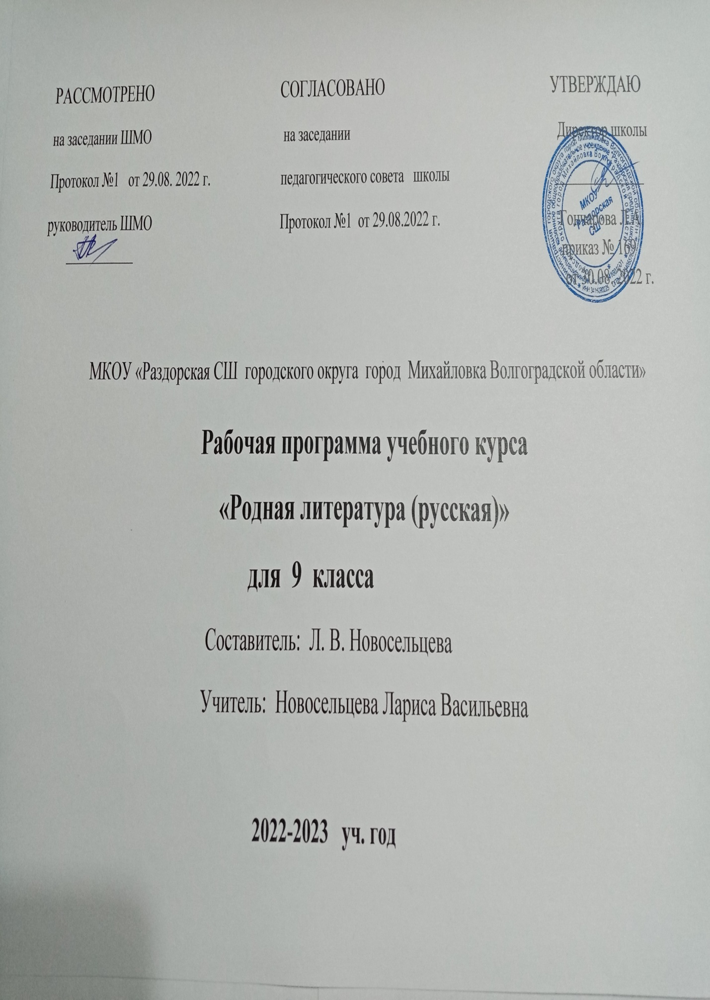 РАССМОТРЕНО
на заседании ШМО
Протокол №1 от 29.08. 2022 г.
руководитель ШМО
СОГЛАСОВАНО
на заседании
педагогического совета школы
Протокол №1 от 29.08.2022 г.
УТВЕРЖДАЮ
Директор школы
Гончарова Л.А
приказ № 169
от 30.08. 2022 г.
МКОУ
"Раздорская
СШ"
МКОУ «Раздорская СШ городского округа город Михайловка Волгоградской области»
Рабочая программа учебного курса
«Родная литература (русская)»
для 9 класса
Составитель: Л. В. Новосельцева
Учитель: Новосельцева Лариса Васильевна
2022-2023 уч. год